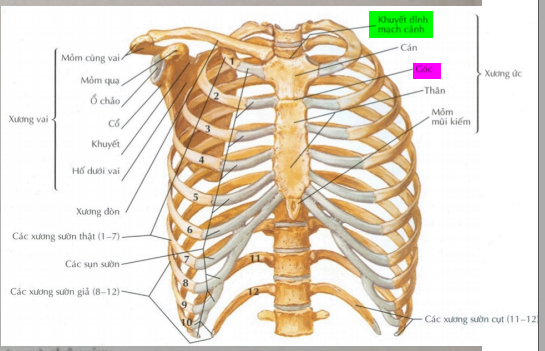 Khuyết đỉnh
mạch cảnh
Cán
Góc
Xương ức
Thân
Mỏm
mũi kiếm
Mỏm cùng vai
Mỏm quạ
Ổ chảo
Xương vai
Cổ
Khuyết
Hố dưới vai
Xương đòn
Các xương sườn thật (1–7)
Các sụn sườn
Các xương sườn giả (8–12)
1
2
3
4
5
6
7
8
9
10
11
12
Các xương sườn cụt (11–12)